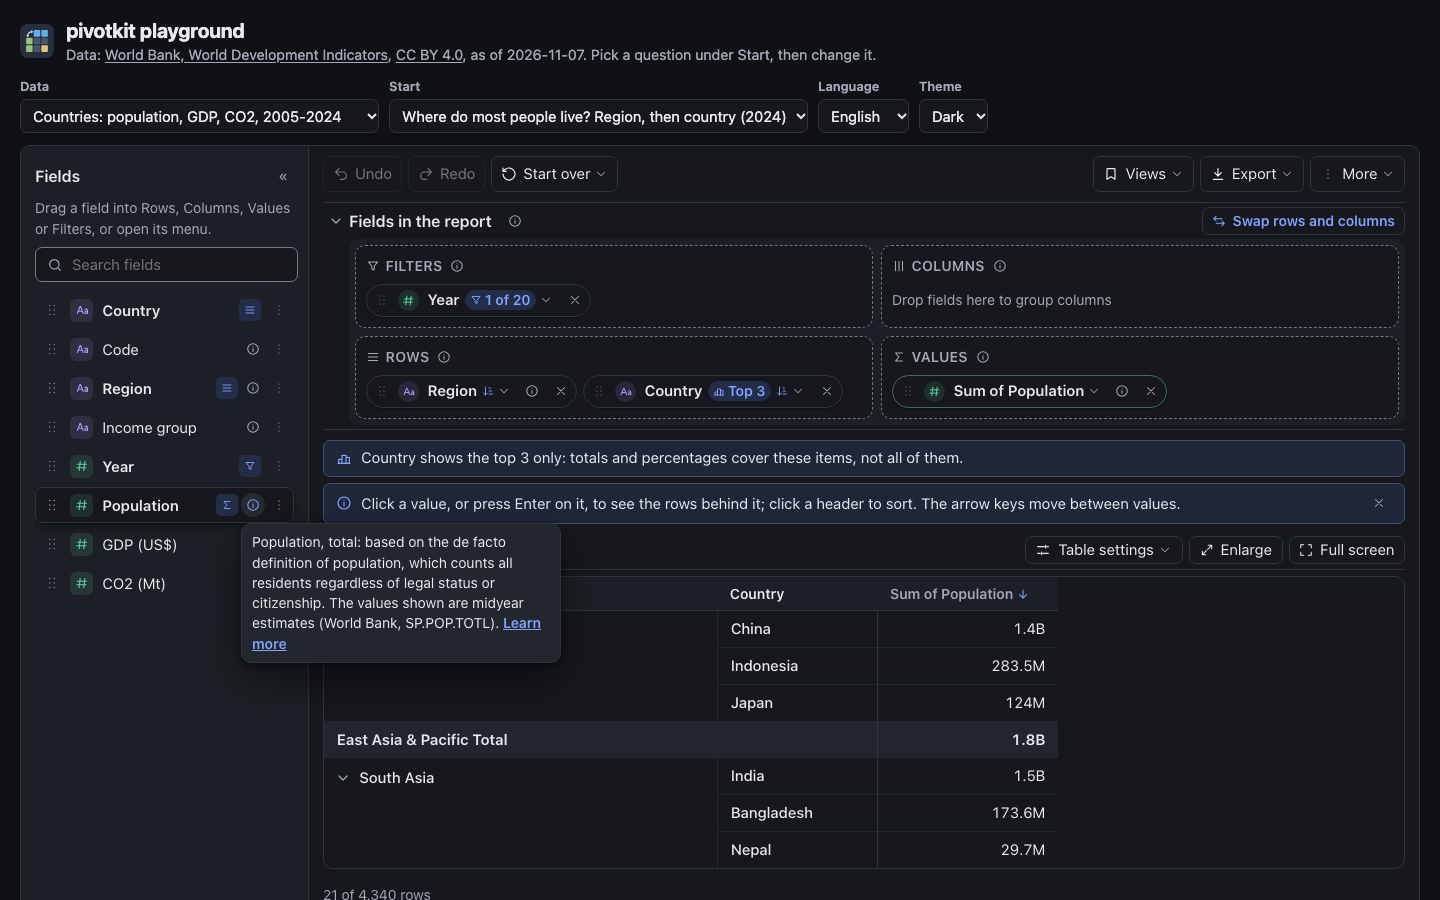 pivotkit playground
Data: World Bank, World Development Indicators, CC BY 4.0, as of 2026-11-07. Pick a question under Start, then change it.
Data
Start
Language
Theme
Countries: population, GDP, CO2, 2005-2024
Where do most people live? Region, then country (2024)
English
Dark
Fields
«
Drag a field into Rows, Columns, Values
or Filters, or open its menu.
Search fields
Aa Country
Aa Code
Aa Region
Aa Income group
# Year
# Population Σ
# GDP (US$)
# CO2 (Mt)
Undo
Redo
Start over
Views
Export
More
Fields in the report
Swap rows and columns
FILTERS
# Year 1 of 20
COLUMNS
Drop fields here to group columns
ROWS
Aa Region
Aa Country Top 3
Σ VALUES
# Sum of Population
Country shows the top 3 only: totals and percentages cover these items, not all of them.
Click a value, or press Enter on it, to see the rows behind it; click a header to sort. The arrow keys move between values.
Table settings
Enlarge
Full screen
Population, total: based on the de facto
definition of population, which counts all
residents regardless of legal status or
citizenship. The values shown are midyear
estimates (World Bank, SP.POP.TOTL). Learn
more
Country Sum of Population
China 1.4B
Indonesia 283.5M
Japan 124M
East Asia & Pacific Total 1.8B
South Asia India 1.5B
Bangladesh 173.6M
Nepal 29.7M
21 of 4,340 rows